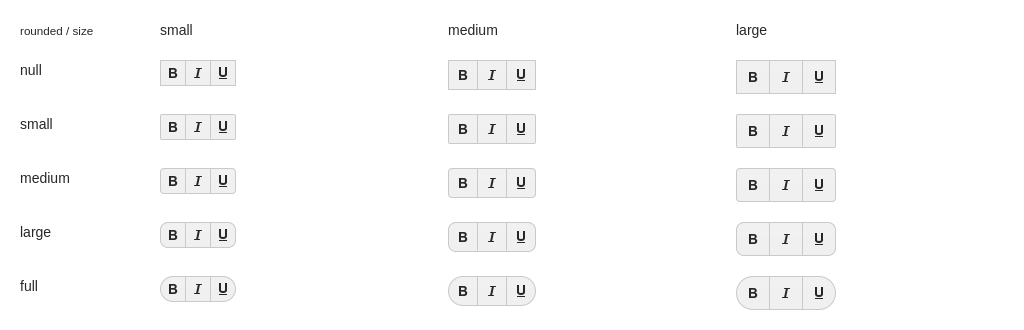 rounded / size small medium large
null B I U B I U B I U
small B I U B I U B I U
medium B I U B I U B I U
large B I U B I U B I U
full B I U B I U B I U